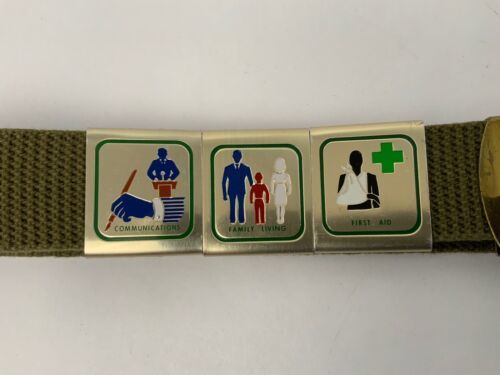 COMMUNICATIONS
FAMILY LIVING
FIRST AID